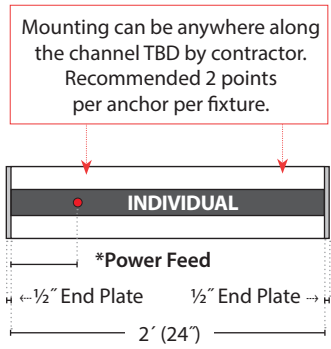 Mounting can be anywhere along
the channel TBD by contractor.
Recommended 2 points
per anchor per fixture.
INDIVIDUAL
*Power Feed
½˝ End Plate
½˝ End Plate
2´ (24˝)